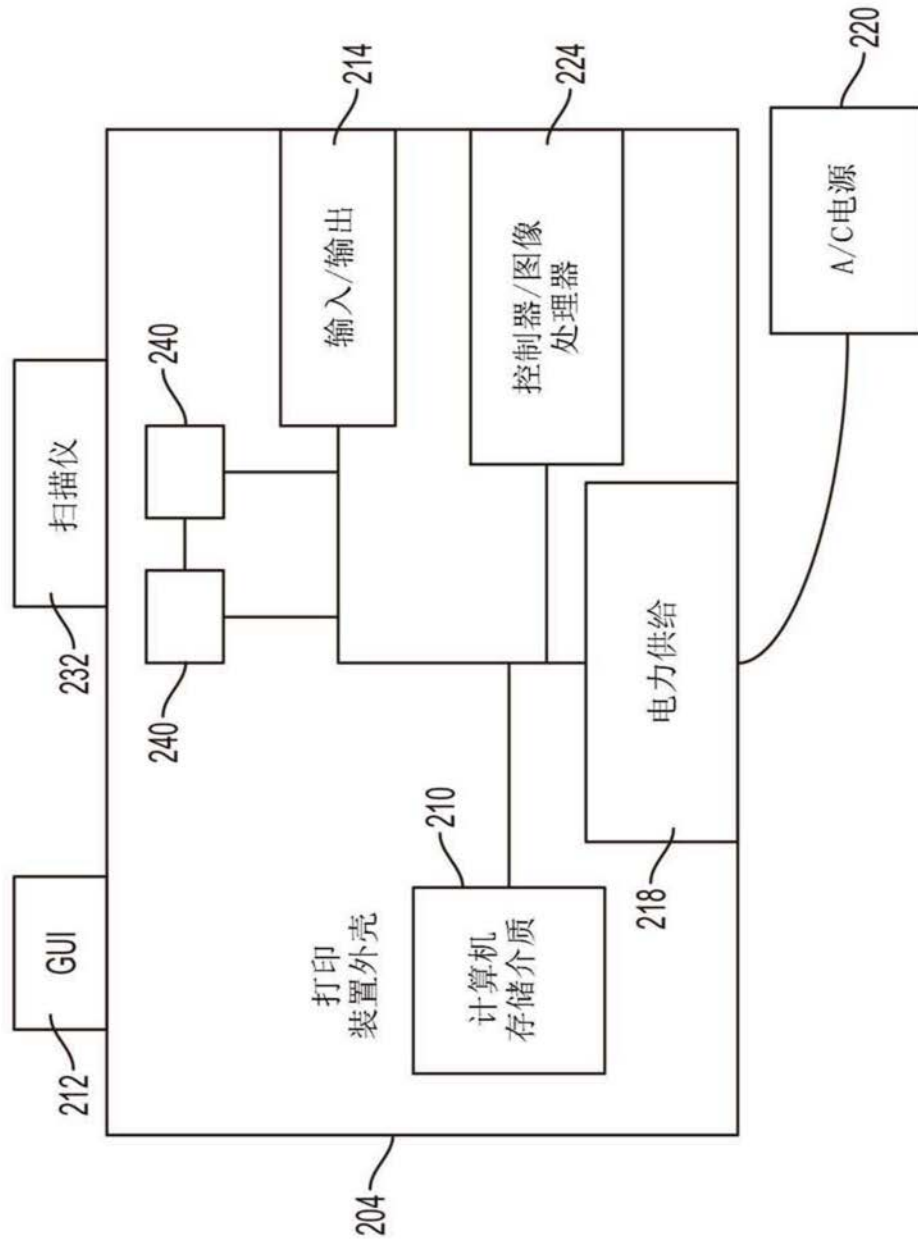 GUI
212
扫描仪
232
240
240
输入/输出
214
打印
装置外壳
计算机
存储介质
210
控制器/图像
处理器
224
电力供给
218
A/C电源
220
204